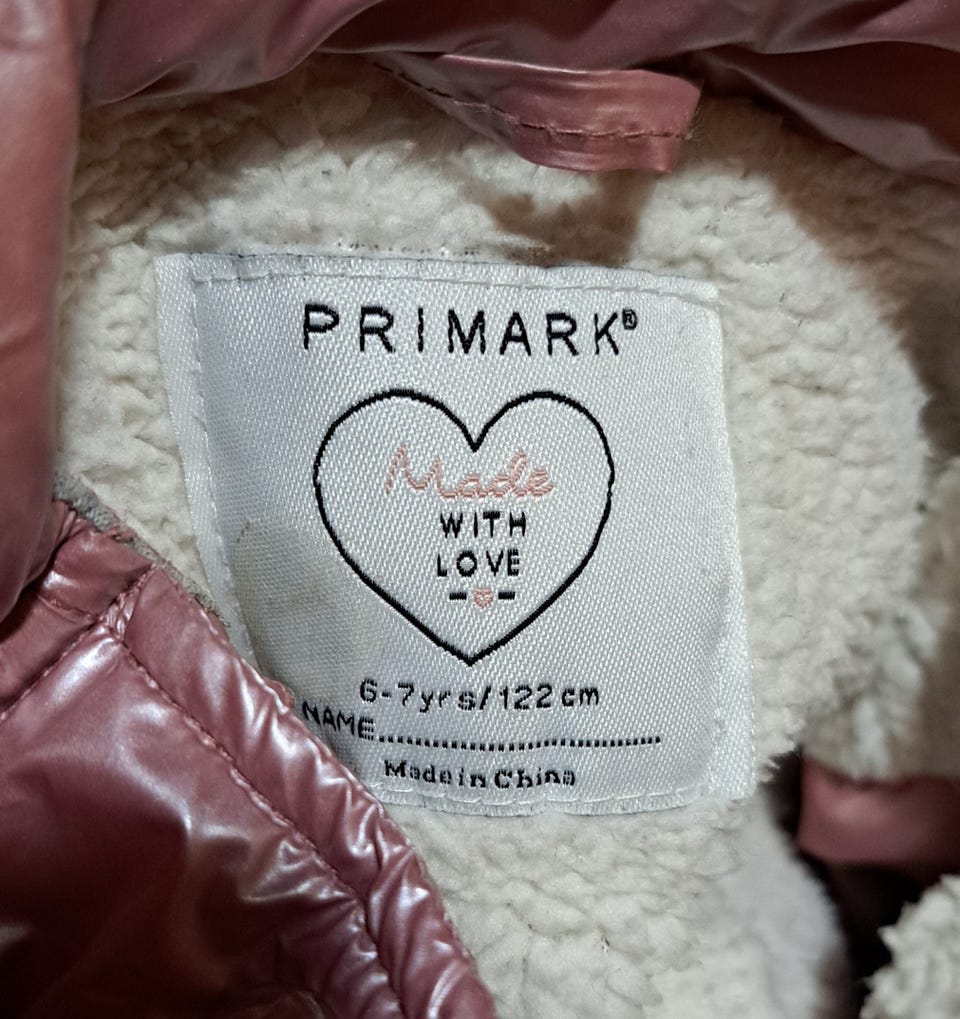 PRIMARK®
Made
WITH
LOVE
6-7yrs/122cm
NAME..............................
Made in China